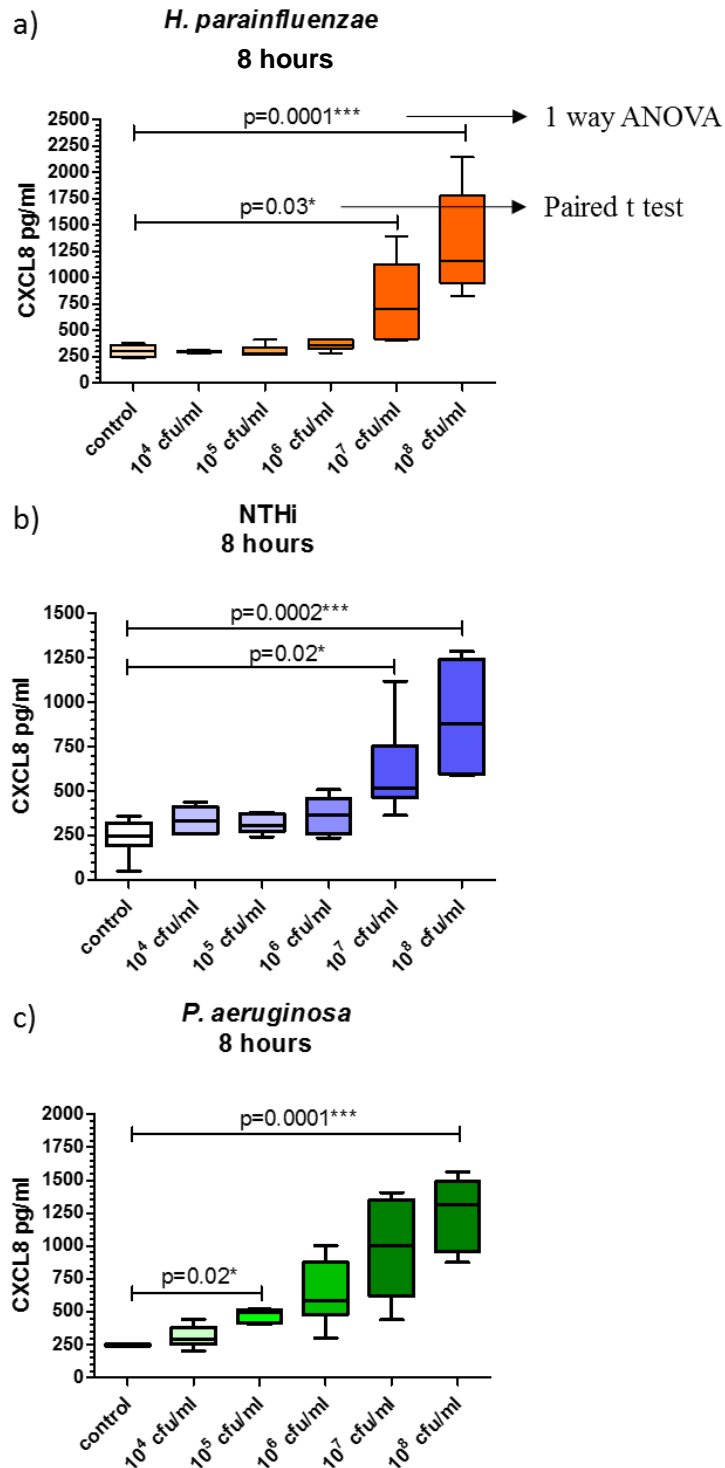 a)
H. parainfluenzae
8 hours
p=0.0001***
1 way ANOVA
p=0.03*
Paired t test
CXCL8 pg/ml
2500
2250
2000
1750
1500
1250
1000
750
500
250
0
control
10⁴ cfu/ml
10⁵ cfu/ml
10⁶ cfu/ml
10⁷ cfu/ml
10⁸ cfu/ml
b)
NTHi
8 hours
p=0.0002***
p=0.02*
CXCL8 pg/ml
1500
1250
1000
750
500
250
0
control
10⁴ cfu/ml
10⁵ cfu/ml
10⁶ cfu/ml
10⁷ cfu/ml
10⁸ cfu/ml
c)
P. aeruginosa
8 hours
p=0.0001***
p=0.02*
CXCL8 pg/ml
2000
1750
1500
1250
1000
750
500
250
0
control
10⁴ cfu/ml
10⁵ cfu/ml
10⁶ cfu/ml
10⁷ cfu/ml
10⁸ cfu/ml